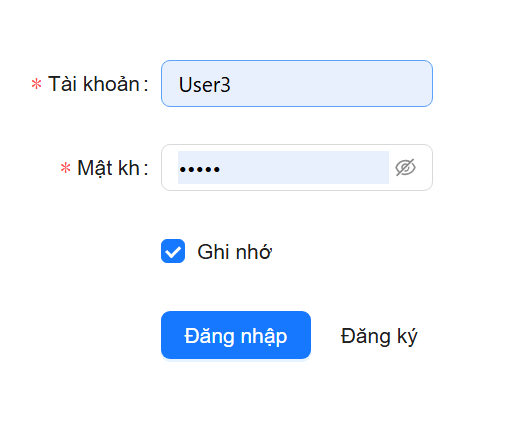 * Tài khoản: User3
* Mật kh: •••••
Ghi nhớ
Đăng nhập Đăng ký